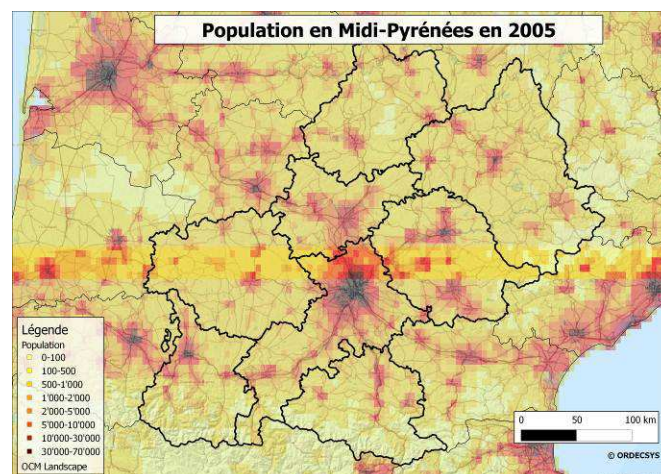 Population en Midi-Pyrénées en 2005
Légende
Population
0-100
100-500
500-1'000
1'000-2'000
2'000-5'000
5'000-10'000
10'000-30'000
30'000-70'000
OCM Landscape
0 50 100 km
© ORDECSYS